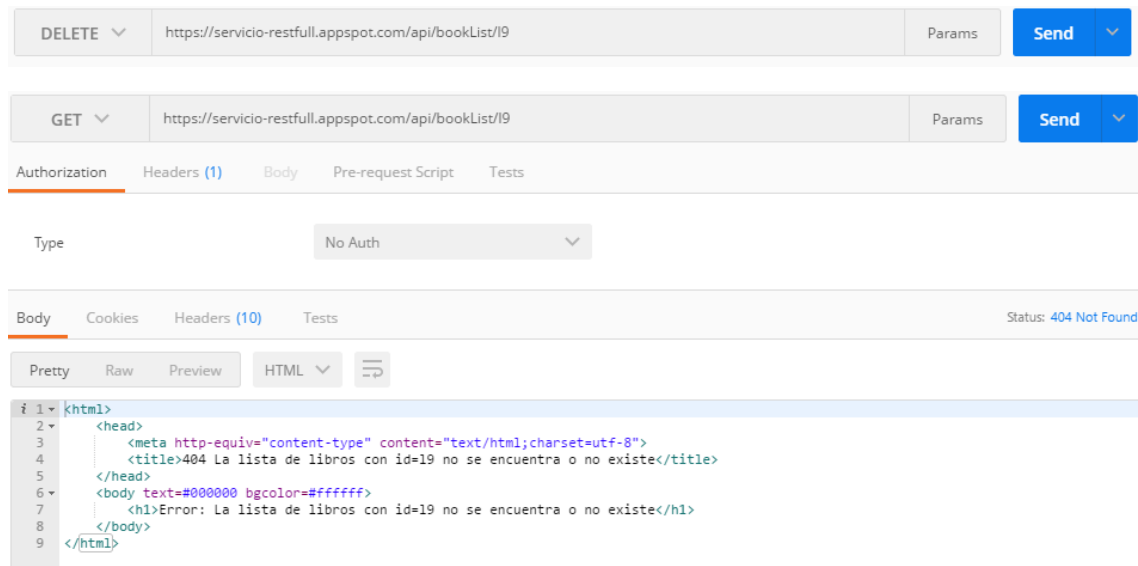 DELETE https://servicio-restfull.appspot.com/api/bookList/l9 Params Send
GET https://servicio-restfull.appspot.com/api/bookList/l9 Params Send
Authorization Headers (1) Body Pre-request Script Tests
Type No Auth
Body Cookies Headers (10) Tests Status: 404 Not Found
Pretty Raw Preview HTML
i 1 <html>
2 <head>
3 <meta http-equiv="content-type" content="text/html;charset=utf-8">
4 <title>404 La lista de libros con id=l9 no se encuentra o no existe</title>
5 </head>
6 <body text=#000000 bgcolor=#ffffff>
7 <h1>Error: La lista de libros con id=l9 no se encuentra o no existe</h1>
8 </body>
9 </html>